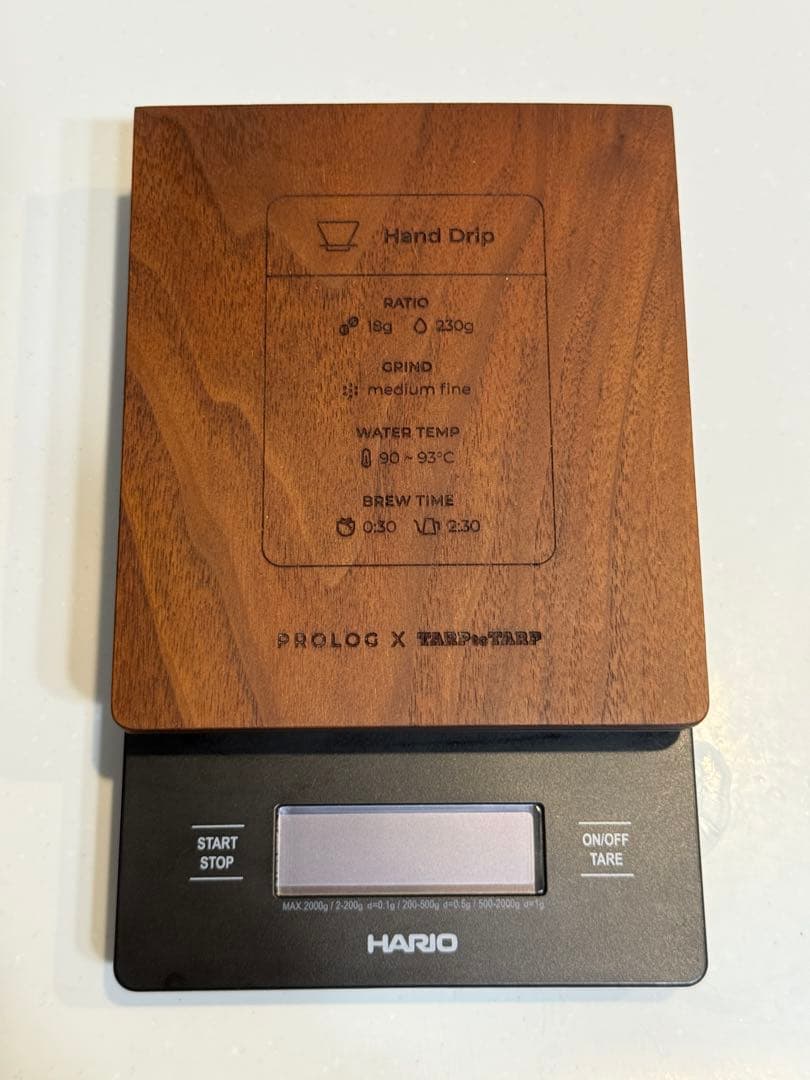 Hand Drip
RATIO
18g 230g
GRIND
medium fine
WATER TEMP
90 ~ 93°C
BREW TIME
0:30 2:30
PROLOG X TARP to TARP
START
STOP
ON/OFF
TARE
MAX.2000g / 2-200g d=0.1g / 200-500g d=0.5g / 500-2000g d=1g
HARIO